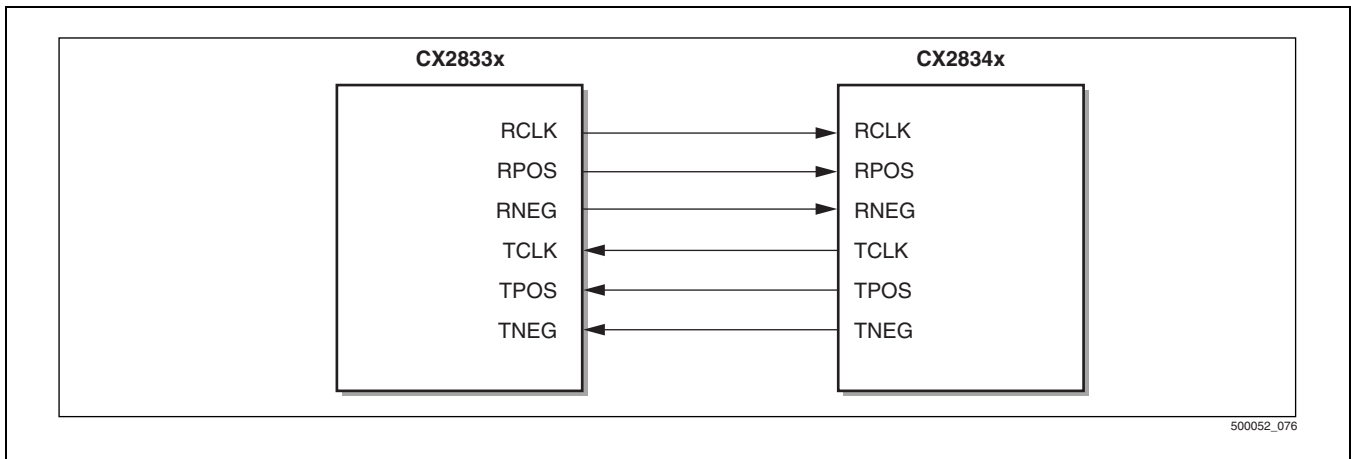 CX2833x CX2834x
RCLK RCLK
RPOS RPOS
RNEG RNEG
TCLK TCLK
TPOS TPOS
TNEG TNEG
500052_076